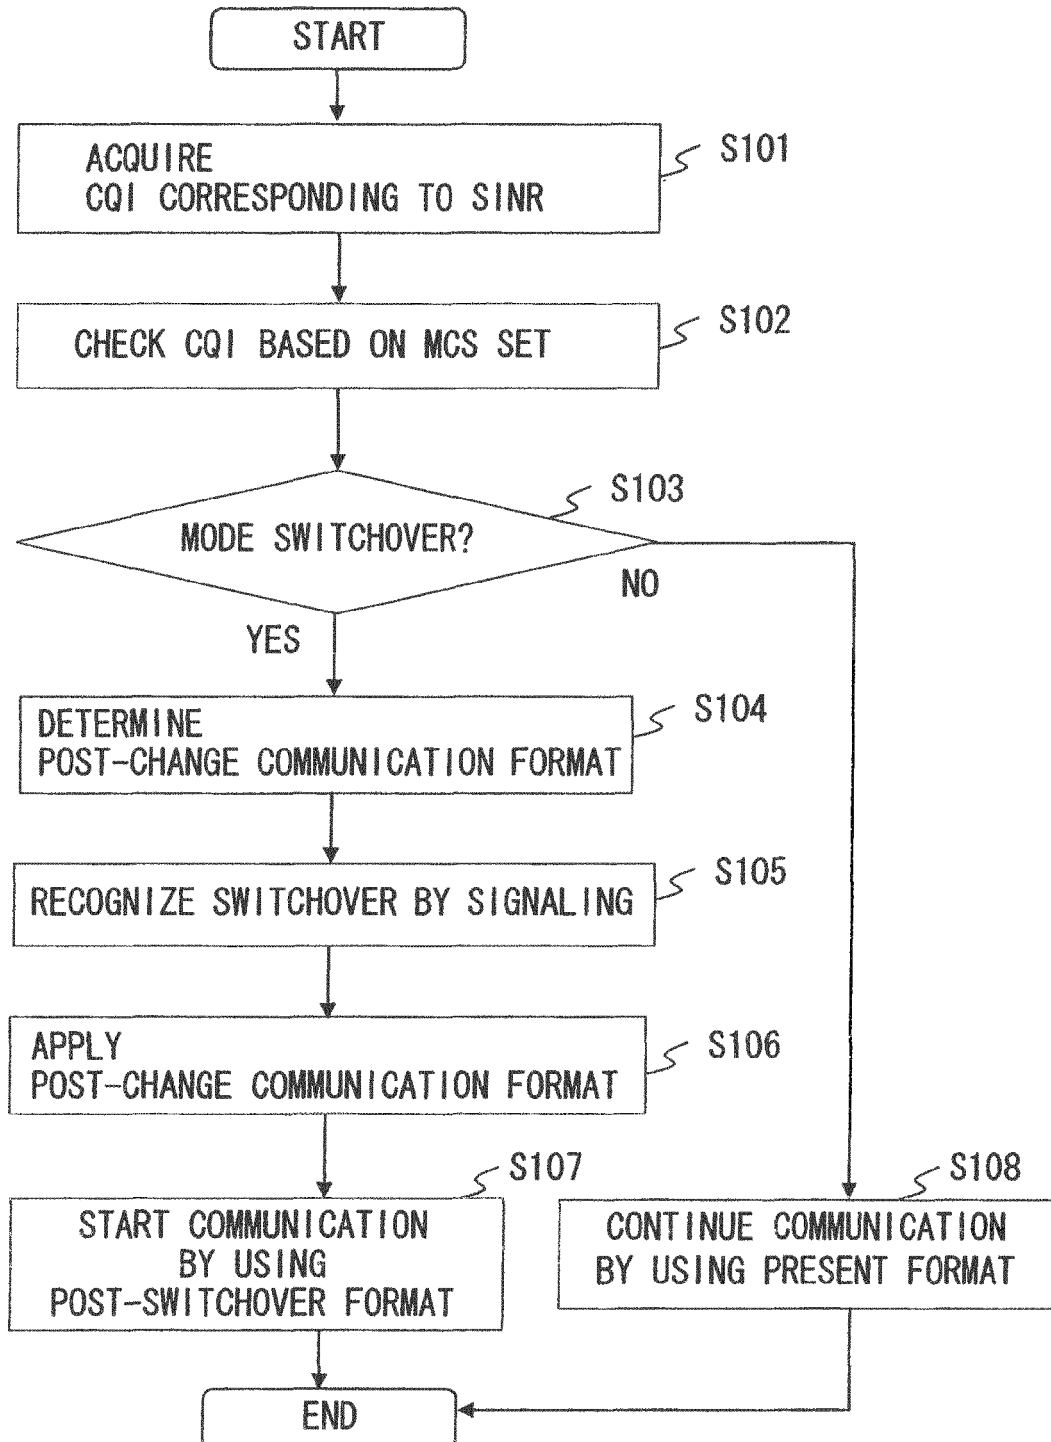 START
ACQUIRE
CQI CORRESPONDING TO SINR
S101
CHECK CQI BASED ON MCS SET
S102
MODE SWITCHOVER?
S103
NO
YES
DETERMINE
POST-CHANGE COMMUNICATION FORMAT
S104
RECOGNIZE SWITCHOVER BY SIGNALING
S105
APPLY
POST-CHANGE COMMUNICATION FORMAT
S106
START COMMUNICATION
BY USING
POST-SWITCHOVER FORMAT
S107
CONTINUE COMMUNICATION
BY USING PRESENT FORMAT
S108
END